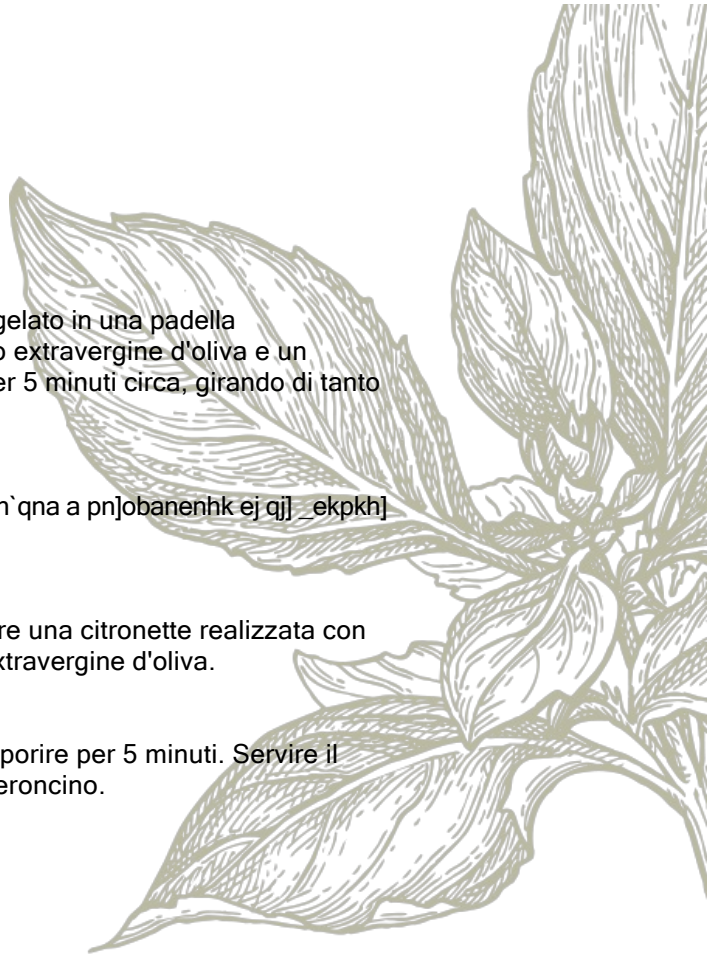 gelato in una padella
o extravergine d'oliva e un
er 5 minuti circa, girando di tanto
n`qna a pn]obanenhk ej qj] _ekpkh]
re una citronette realizzata con
xtravergine d'oliva.
porire per 5 minuti. Servire il
eroncino.